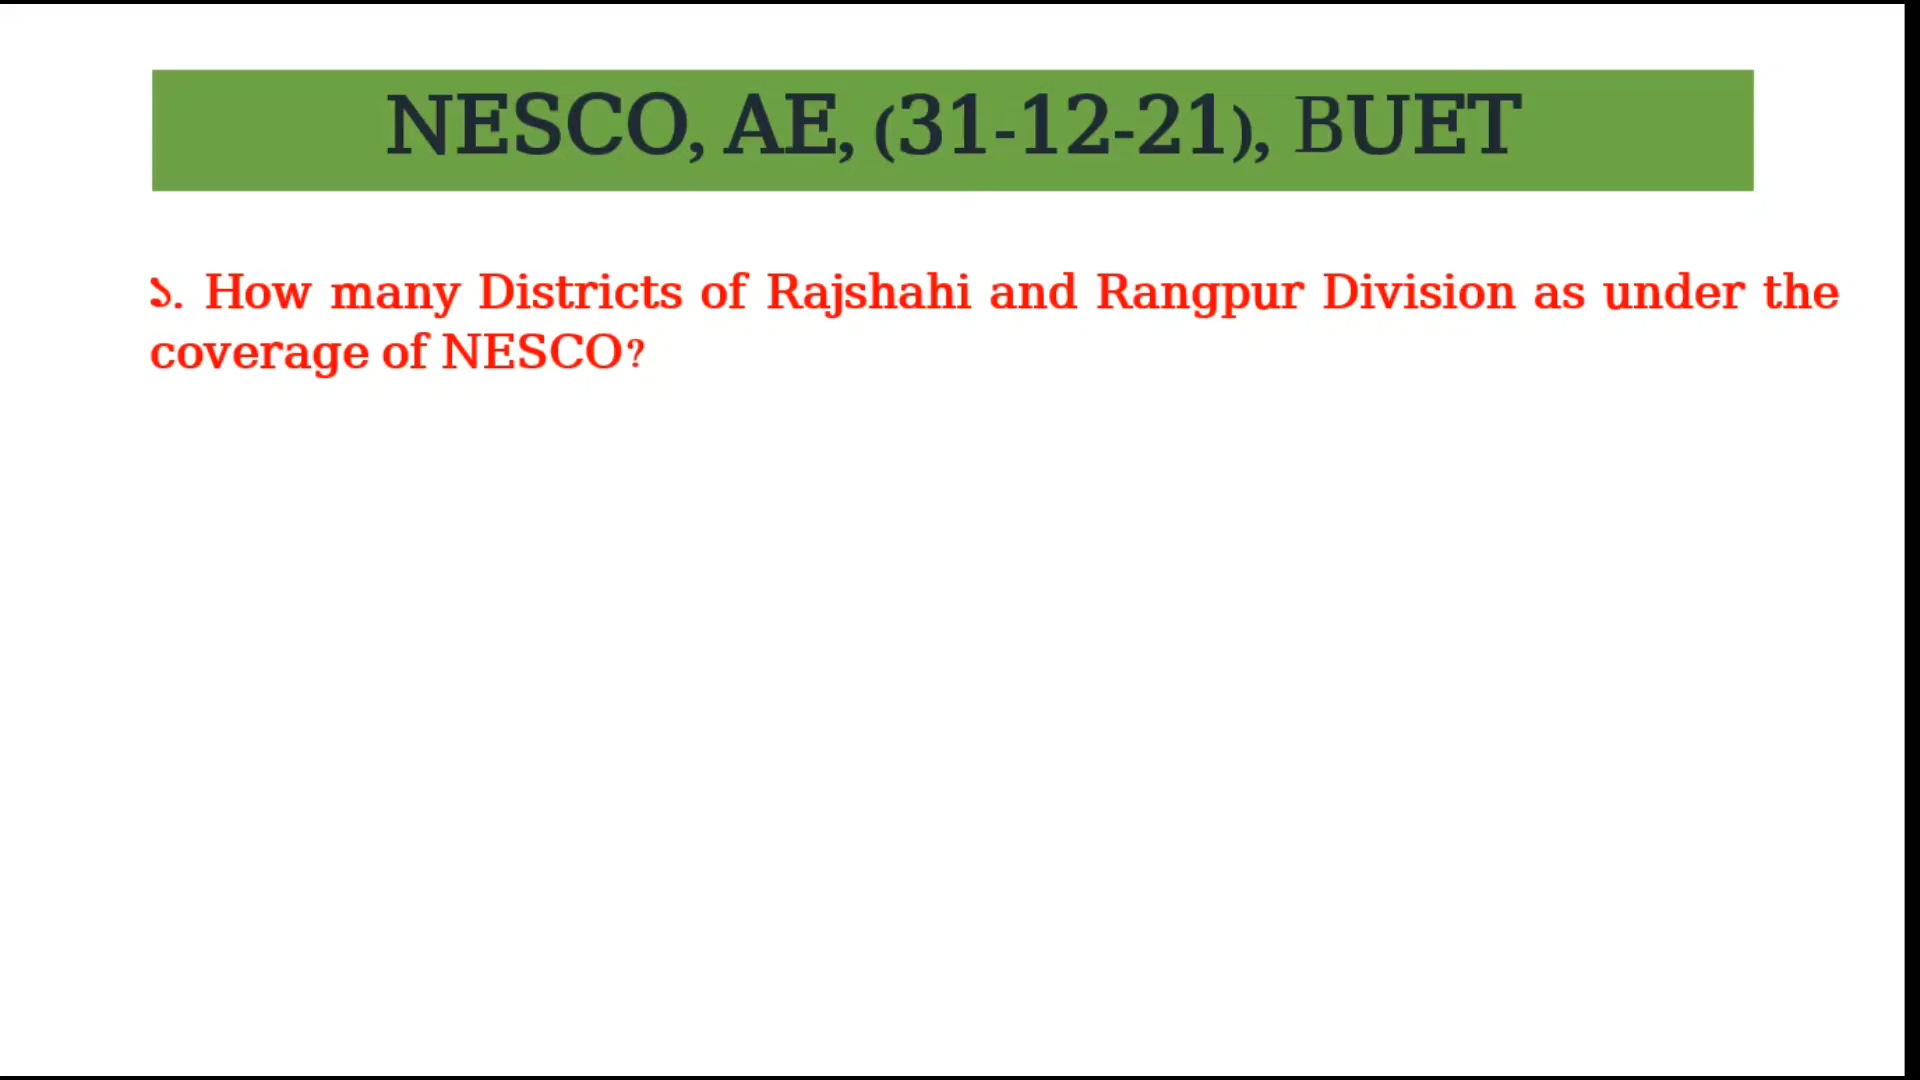 NESCO, AE, (31-12-21), BUET
১. How many Districts of Rajshahi and Rangpur Division as under the
coverage of NESCO?